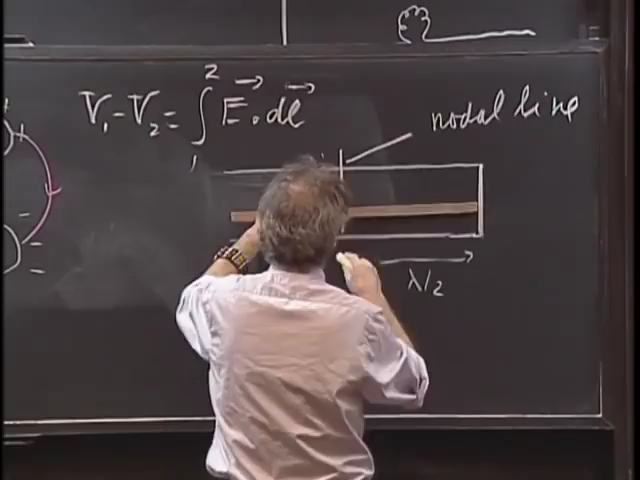 V₁-V₂ = ∫₁² E⃗ • dl⃗
nodal line
λ/2